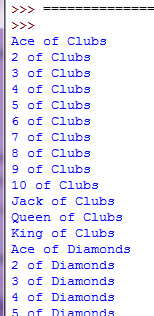 >>> ==============
>>>
Ace of Clubs
2 of Clubs
3 of Clubs
4 of Clubs
5 of Clubs
6 of Clubs
7 of Clubs
8 of Clubs
9 of Clubs
10 of Clubs
Jack of Clubs
Queen of Clubs
King of Clubs
Ace of Diamonds
2 of Diamonds
3 of Diamonds
4 of Diamonds
5 of Diamonds